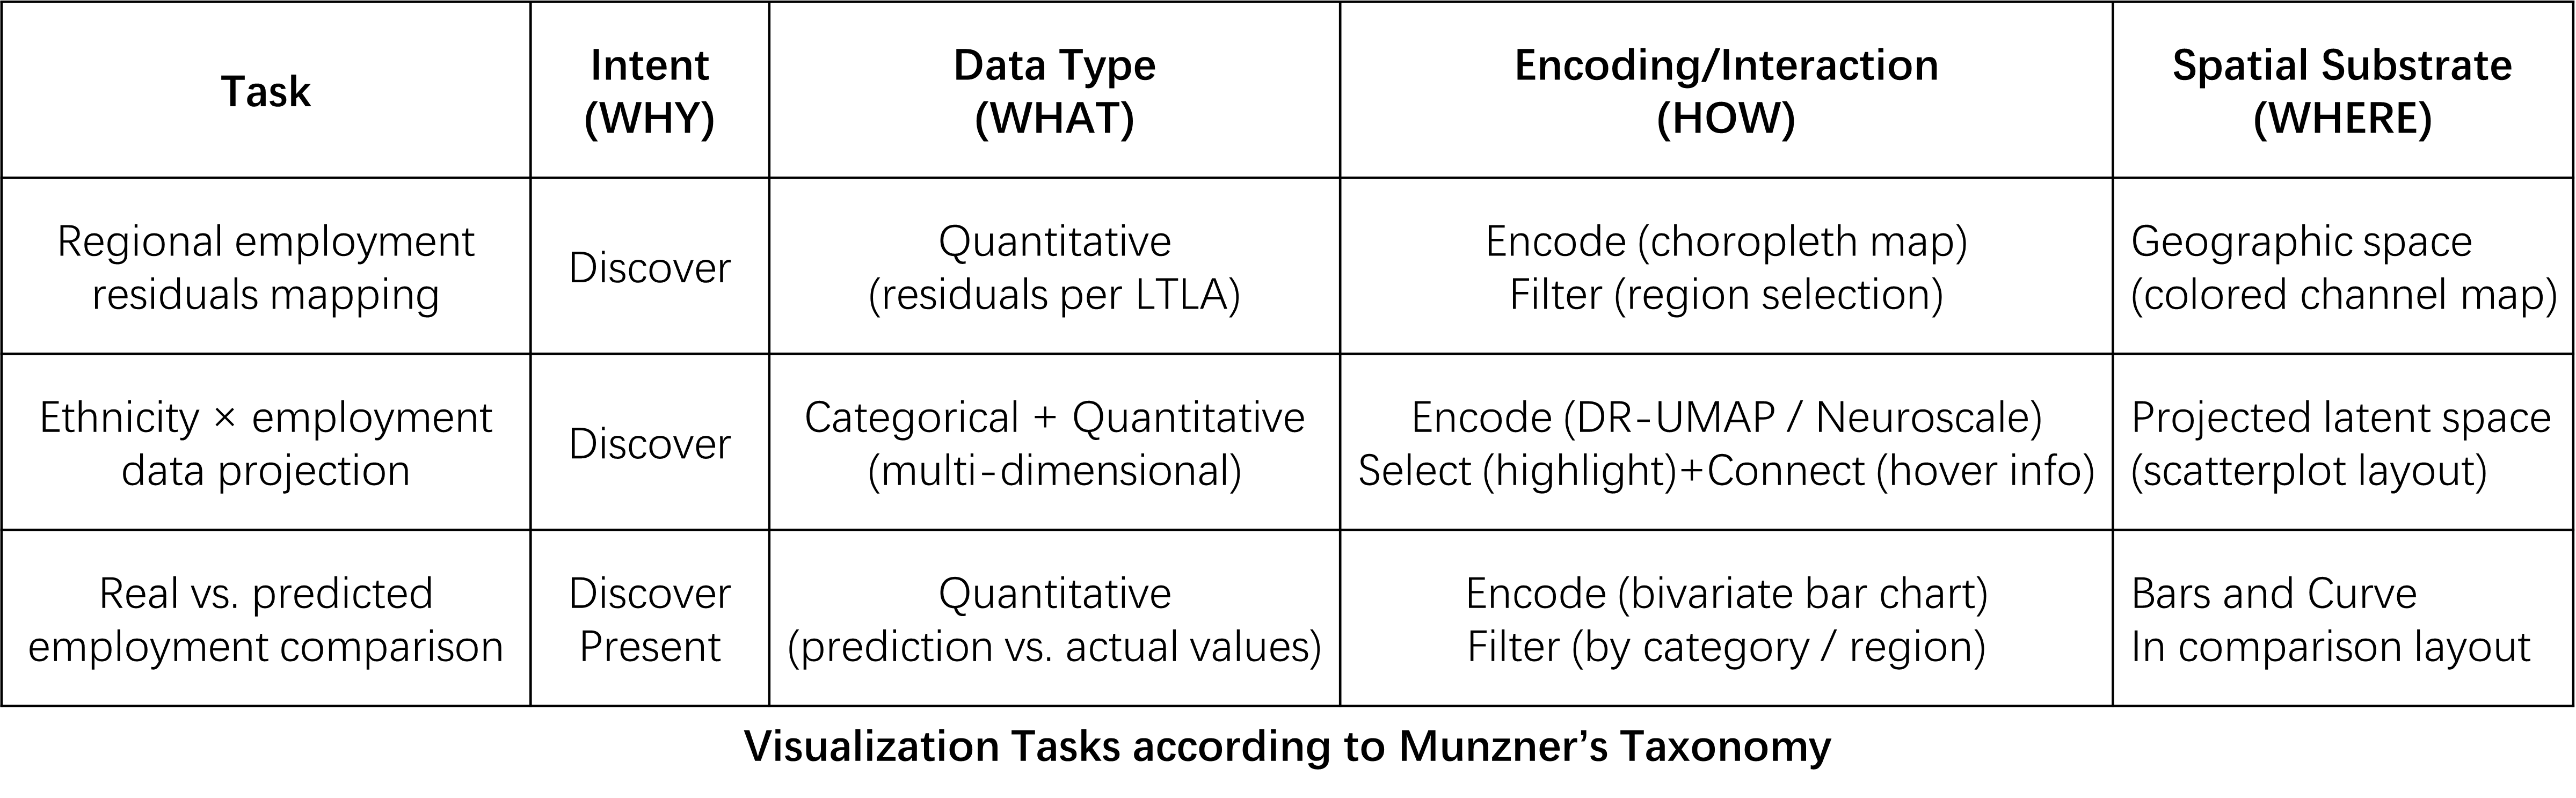 Task
Intent
(WHY)
Data Type
(WHAT)
Encoding/Interaction
(HOW)
Spatial Substrate
(WHERE)
Regional employment
residuals mapping
Discover
Quantitative
(residuals per LTLA)
Encode (choropleth map)
Filter (region selection)
Geographic space
(colored channel map)
Ethnicity × employment
data projection
Discover
Categorical + Quantitative
(multi-dimensional)
Encode (DR-UMAP / Neuroscale)
Select (highlight)+Connect (hover info)
Projected latent space
(scatterplot layout)
Real vs. predicted
employment comparison
Discover
Present
Quantitative
(prediction vs. actual values)
Encode (bivariate bar chart)
Filter (by category / region)
Bars and Curve
In comparison layout
Visualization Tasks according to Munzner’s Taxonomy